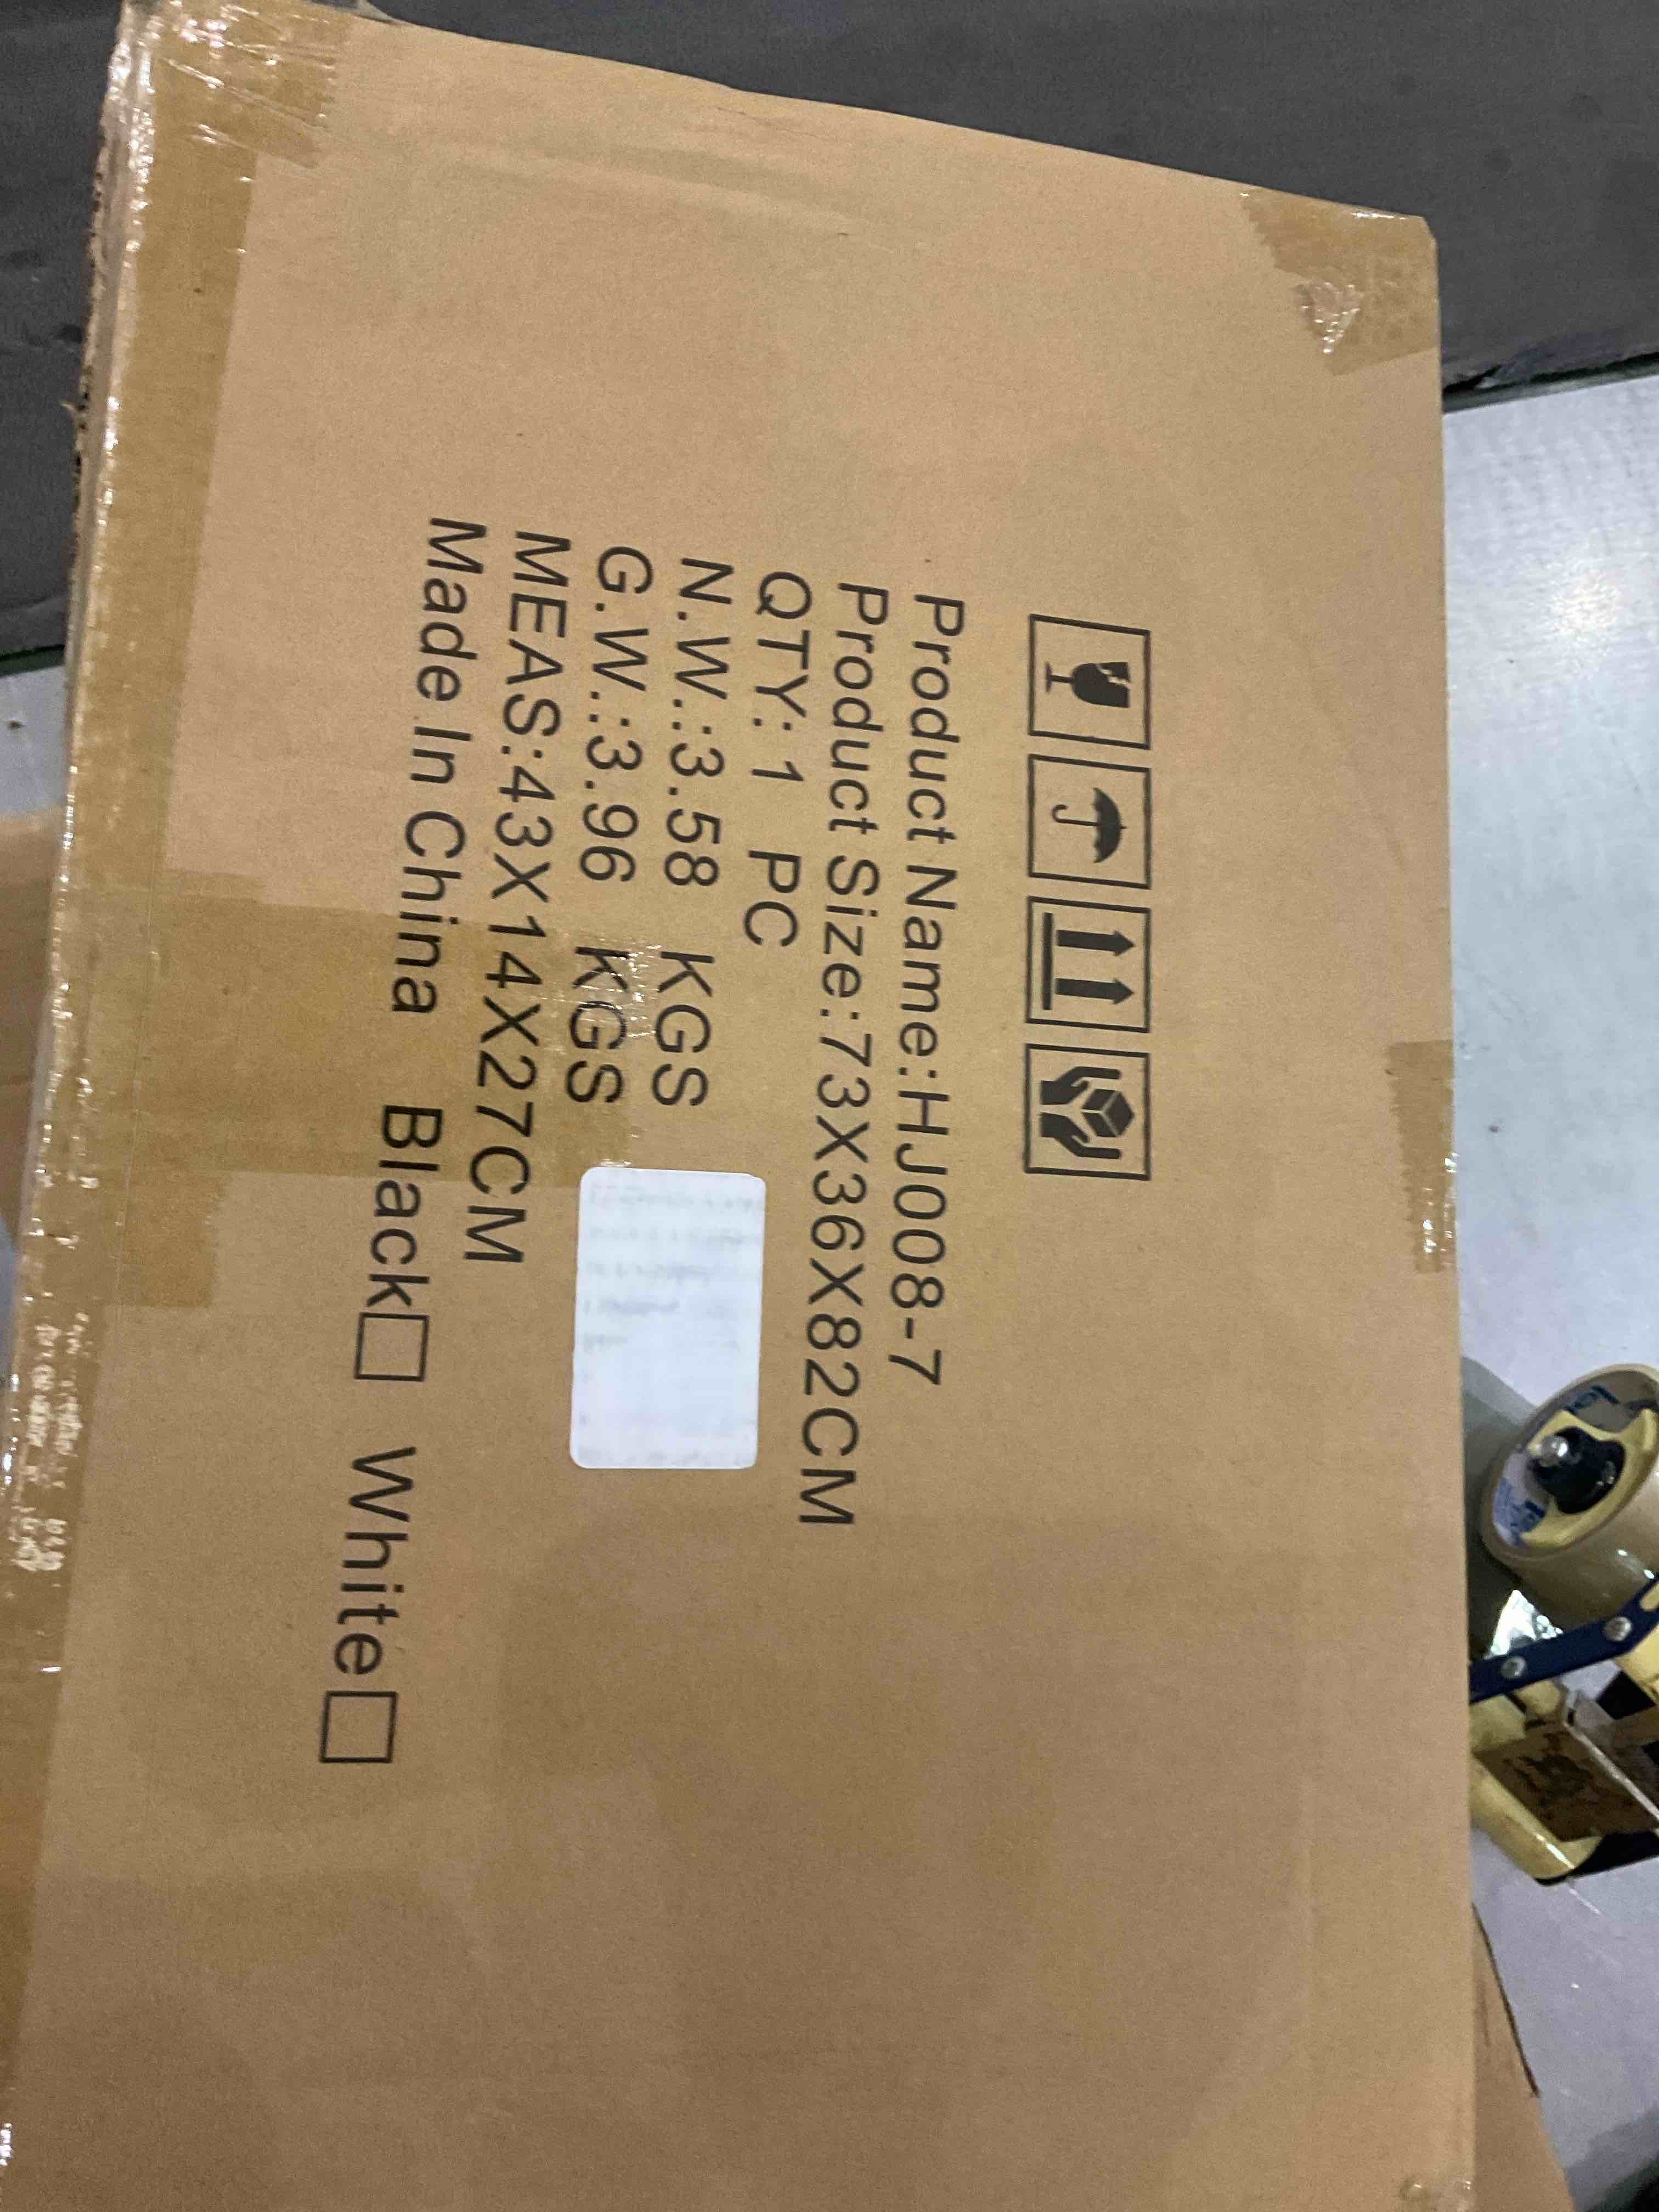 Product Name:HJ008-7
Product Size:73X36X82CM
QTY: 1 PC
N.W.:3.58 KGS
G.W.:3.96 KGS
MEAS:43X14X27CM
Made In China Black☐ White☐